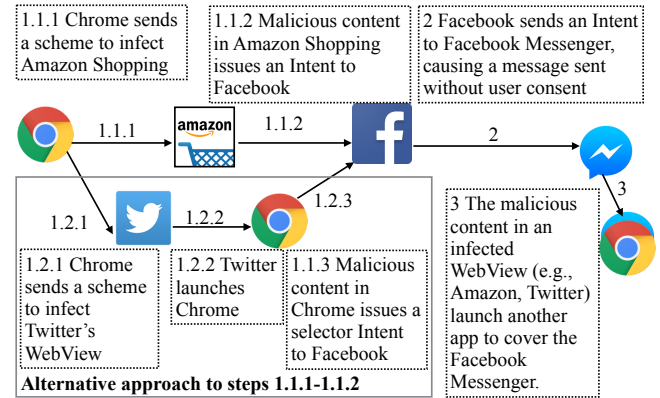 1.1.1 Chrome sends
a scheme to infect
Amazon Shopping
1.1.2 Malicious content
in Amazon Shopping
issues an Intent to
Facebook
2 Facebook sends an Intent
to Facebook Messenger,
causing a message sent
without user consent
1.1.1
amazon
1.1.2
2
3
1.2.1
1.2.2
1.2.3
1.2.1 Chrome
sends a scheme
to infect
Twitter's
WebView
1.2.2 Twitter
launches
Chrome
1.1.3 Malicious
content in
Chrome issues a
selector Intent
to Facebook
3 The malicious
content in an
infected
WebView (e.g.,
Amazon, Twitter)
launch another
app to cover the
Facebook
Messenger.
Alternative approach to steps 1.1.1-1.1.2